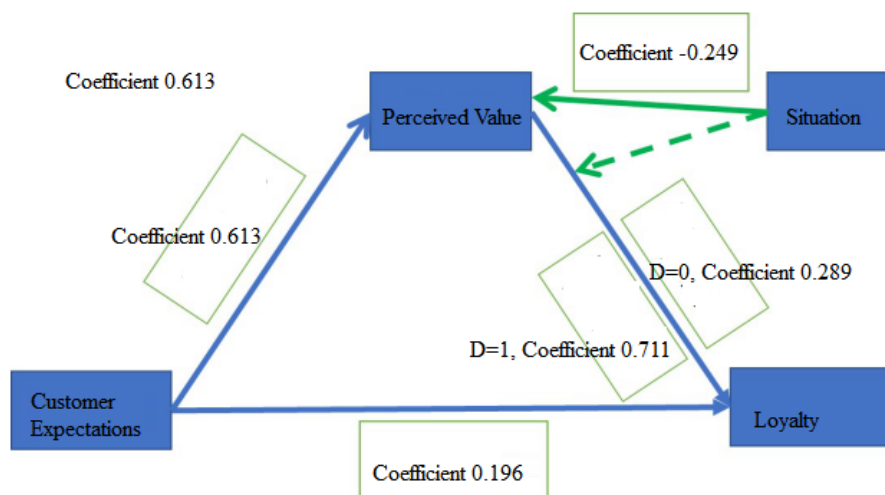 Coefficient -0.249
Coefficient 0.613
Perceived Value
Situation
Coefficient 0.613
D=0, Coefficient 0.289
D=1, Coefficient 0.711
Customer
Expectations
Loyalty
Coefficient 0.196